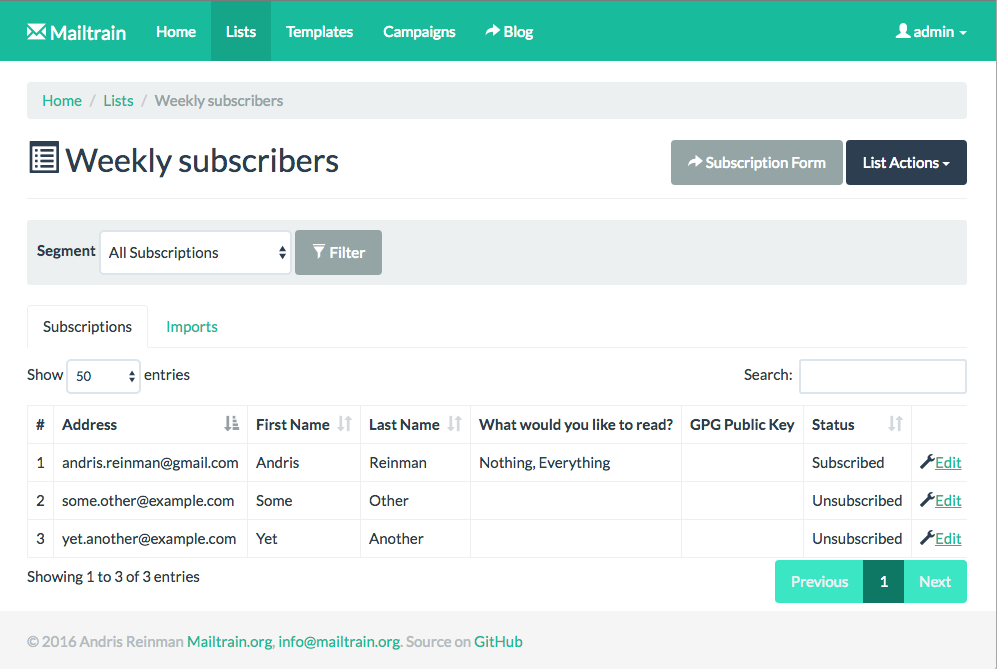 Mailtrain Home Lists Templates Campaigns Blog admin
Home / Lists / Weekly subscribers
Weekly subscribers Subscription Form List Actions
Segment All Subscriptions Filter
Subscriptions Imports
Show 50 entries Search:
# Address First Name Last Name What would you like to read? GPG Public Key Status
1 andris.reinman@gmail.com Andris Reinman Nothing, Everything Subscribed Edit
2 some.other@example.com Some Other Unsubscribed Edit
3 yet.another@example.com Yet Another Unsubscribed Edit
Showing 1 to 3 of 3 entries Previous 1 Next
© 2016 Andris Reinman Mailtrain.org, info@mailtrain.org. Source on GitHub